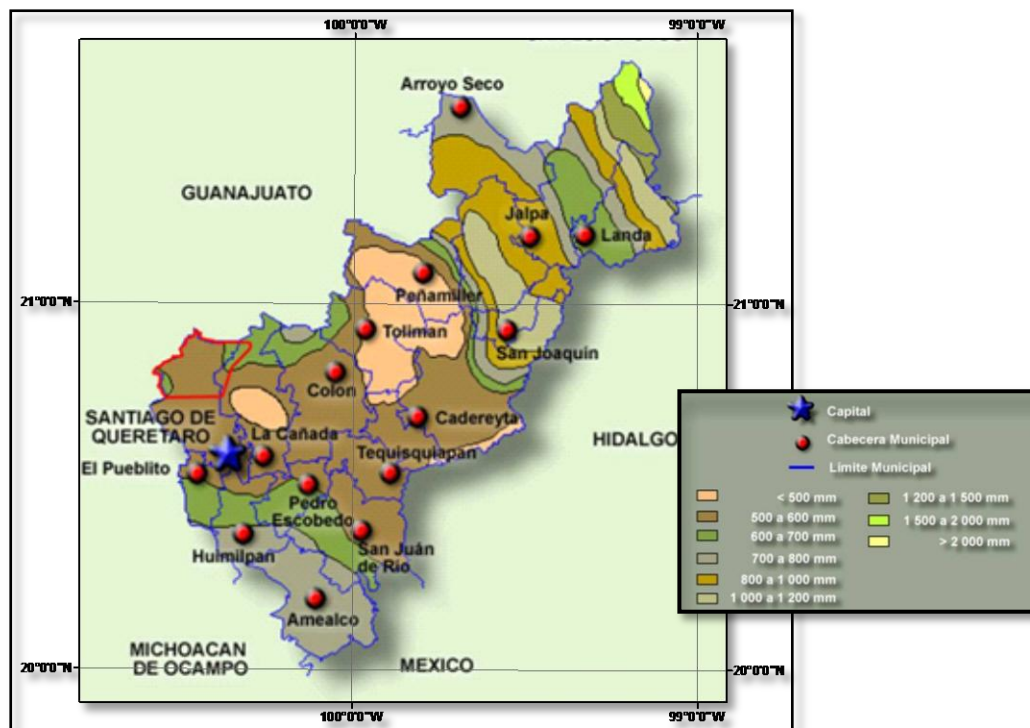 100°0'0"W
99°0'0"W
Arroyo Seco
GUANAJUATO
Jalpa
Landa
21°0'0"N
21°0'0"N
Peñamiller
Toliman
San Joaquín
Colon
SANTIAGO DE
QUERETARO
Cadereyta
La Cañada
HIDALGO
El Pueblito
Tequisquiapan
Pedro
Escobedo
Huimilpan
San Juán
de Rio
Amealco
MICHOACAN
DE OCAMPO
MEXICO
20°0'0"N
20°0'0"N
100°0'0"W
99°0'0"W
Capital
Cabecera Municipal
Límite Municipal
< 500 mm
500 a 600 mm
600 a 700 mm
700 a 800 mm
800 a 1 000 mm
1 000 a 1 200 mm
1 200 a 1 500 mm
1 500 a 2 000 mm
> 2 000 mm